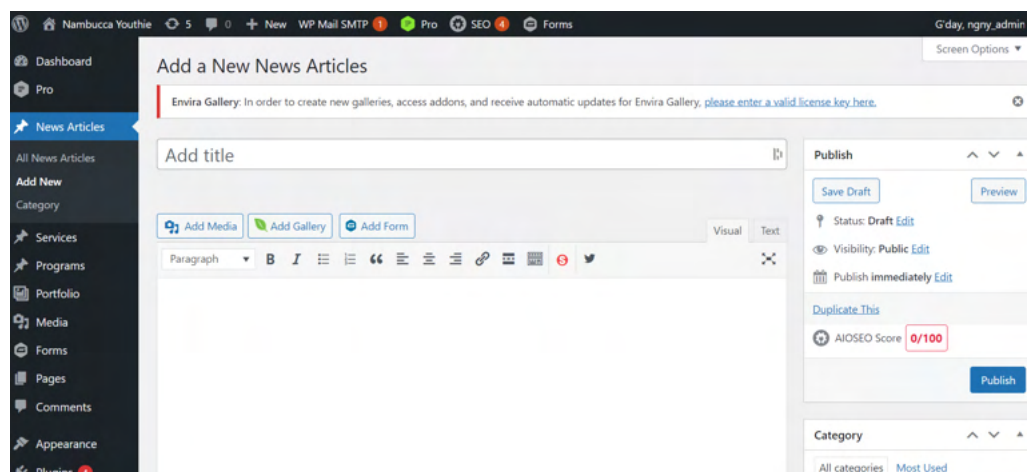 Nambucca Youthie 5 0 New WP Mail SMTP 1 Pro SEO 4 Forms G'day, ngny_admin
Screen Options
Dashboard
Pro
News Articles
All News Articles
Add New
Category
Services
Programs
Portfolio
Media
Forms
Pages
Comments
Appearance
Plugins 4
Add a New News Articles
Envira Gallery: In order to create new galleries, access addons, and receive automatic updates for Envira Gallery, please enter a valid license key here.
Add title
Add Media Add Gallery Add Form Visual Text
Paragraph B I
Publish
Save Draft Preview
Status: Draft Edit
Visibility: Public Edit
Publish immediately Edit
Duplicate This
AIOSEO Score 0/100
Publish
Category
All categories Most Used